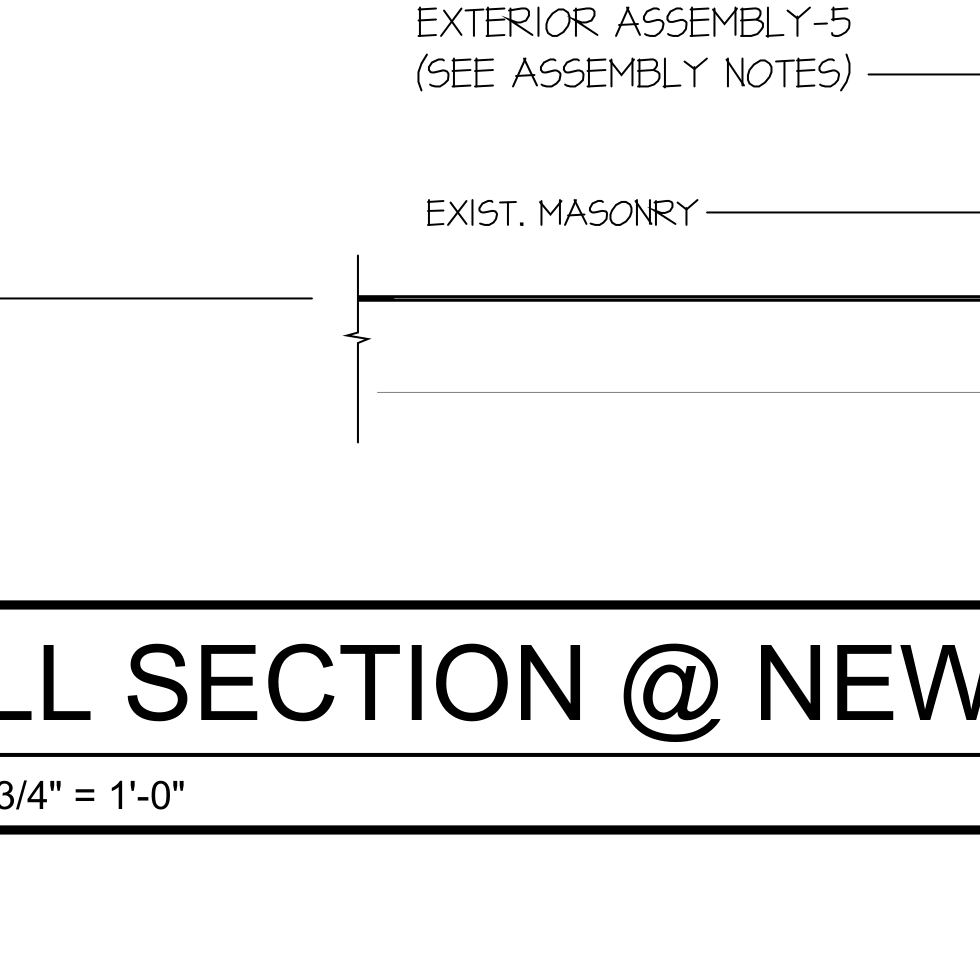 EXTERIOR ASSEMBLY-5
(SEE ASSEMBLY NOTES)
EXIST. MASONRY
LL SECTION @ NEW
3/4" = 1'-0"